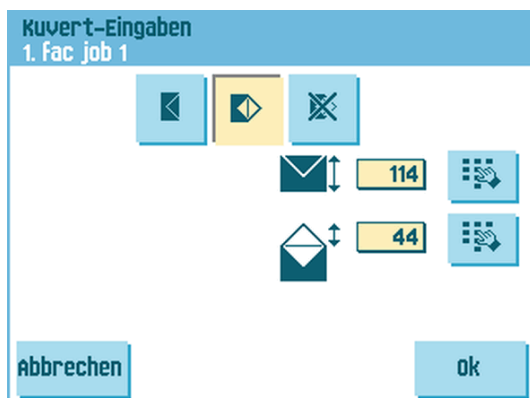 Kuvert-Eingaben
1. Fac job 1
114
44
Abbrechen
Ok